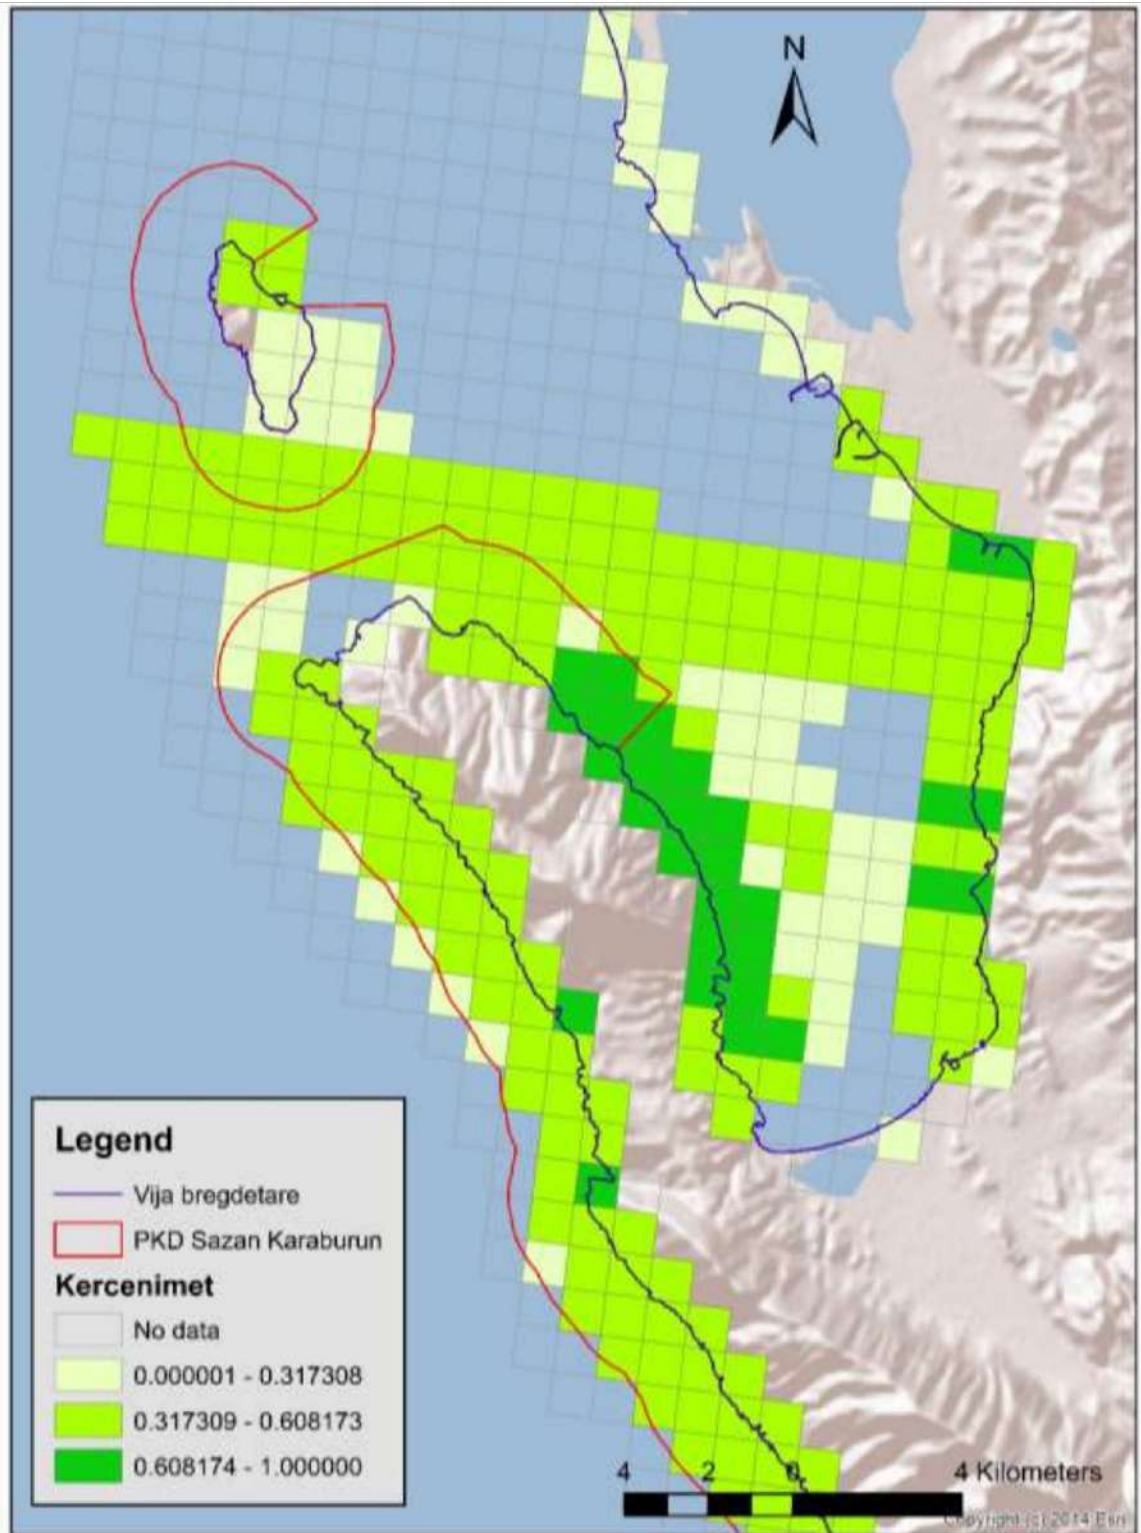 N
Legend
Vija bregdetare
PKD Sazan Karaburun
Kercenimet
No data
0.000001 - 0.317308
0.317309 - 0.608173
0.608174 - 1.000000
4 2 0 4 Kilometers
Copyright (c) 2014 Esri